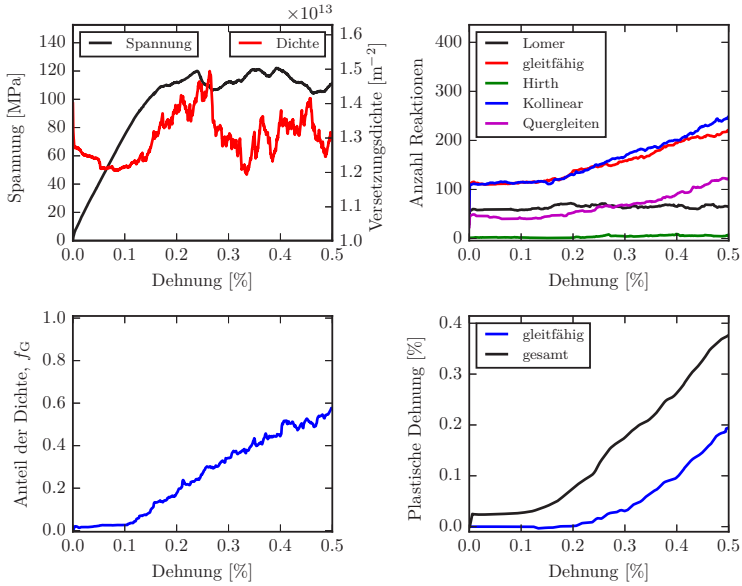 ×10¹³
Spannung
Dichte
140
120
100
80
60
40
20
0
Spannung [MPa]
1.6
1.5
1.4
1.3
1.2
1.1
1.0
Versetzungsdichte [m⁻²]
0.0 0.1 0.2 0.3 0.4 0.5
Dehnung [%]
Lomer
gleitfähig
Hirth
Kollinear
Quergleiten
400
300
200
100
0
Anzahl Reaktionen
0.0 0.1 0.2 0.3 0.4 0.5
Dehnung [%]
1.0
0.8
0.6
0.4
0.2
0.0
Anteil der Dichte, f_G
0.0 0.1 0.2 0.3 0.4 0.5
Dehnung [%]
gleitfähig
gesamt
0.4
0.3
0.2
0.1
0.0
Plastische Dehnung [%]
0.0 0.1 0.2 0.3 0.4 0.5
Dehnung [%]